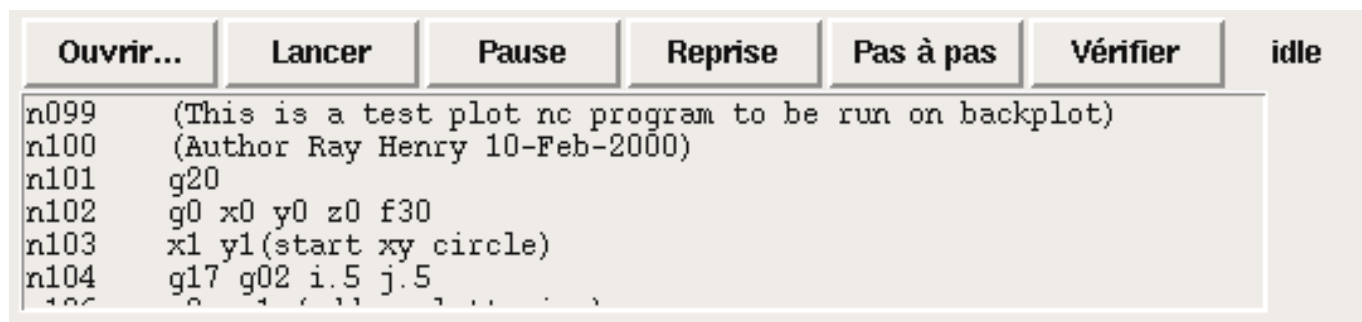 Ouvrir... Lancer Pause Reprise Pas à pas Vérifier idle
n099 (This is a test plot nc program to be run on backplot)
n100 (Author Ray Henry 10-Feb-2000)
n101 g20
n102 g0 x0 y0 z0 f30
n103 x1 y1(start xy circle)
n104 g17 g02 i.5 j.5